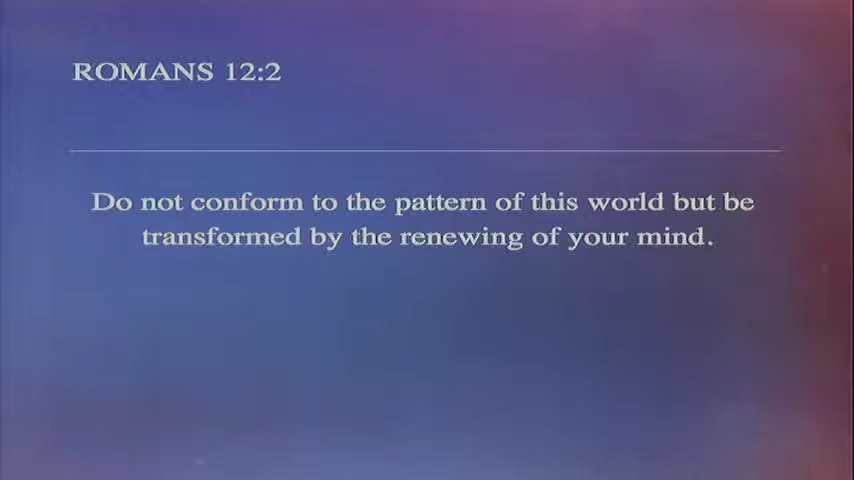 ROMANS 12:2
Do not conform to the pattern of this world but be
transformed by the renewing of your mind.